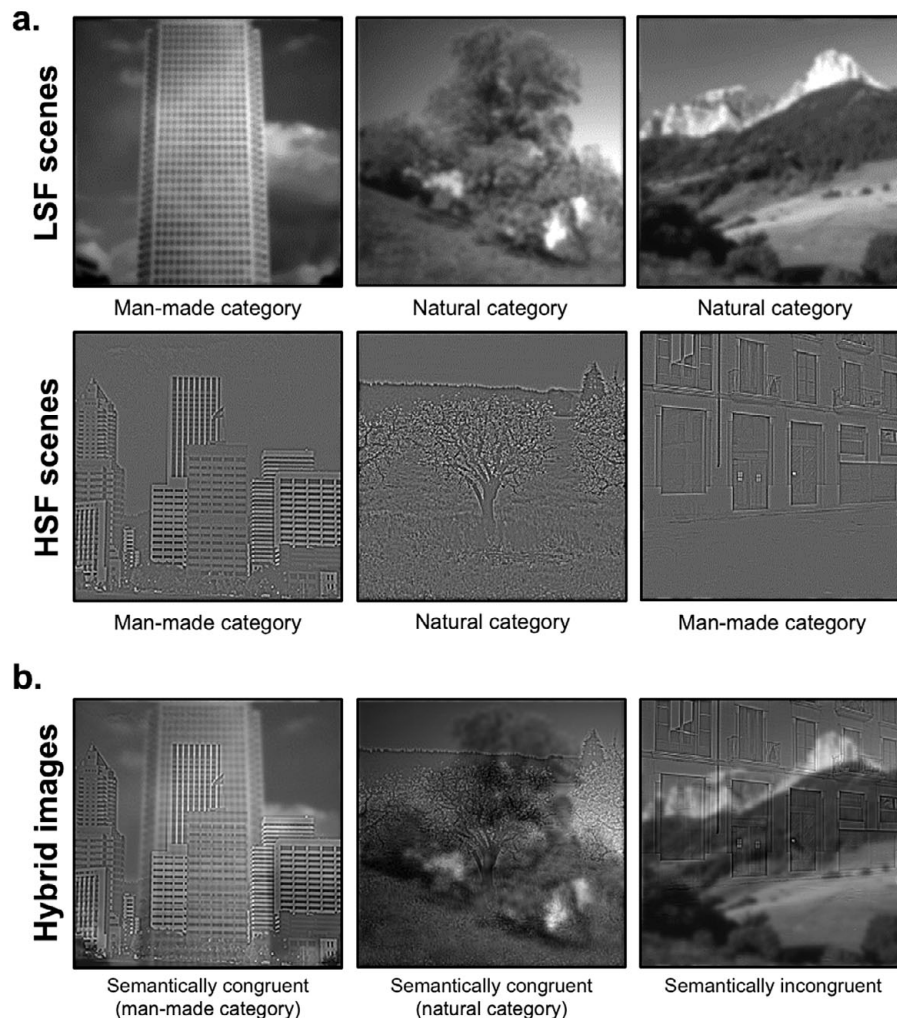 a.
LSF scenes
Man-made category
Natural category
Natural category
HSF scenes
Man-made category
Natural category
Man-made category
b.
Hybrid images
Semantically congruent
(man-made category)
Semantically congruent
(natural category)
Semantically incongruent